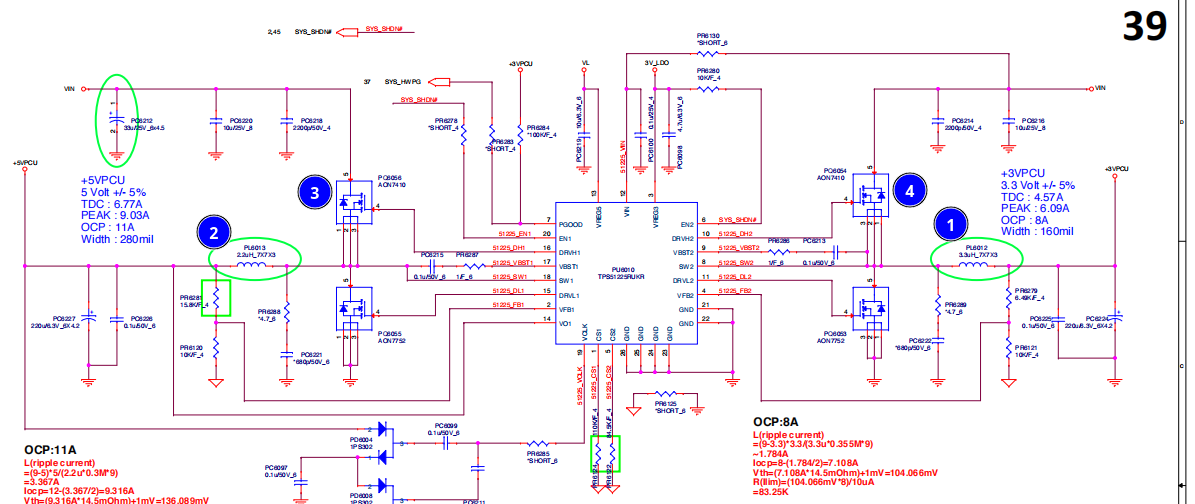 39
2,45 SYS_SHDN# SYS_SHDN#
PR6130
*SHORT_6
37 SYS_HWPG
+3VPCU
VL
3V_LDO
PR6280
10K/F_4
VIN
VIN
SYS_SHDN#
PC6212
33u/25V_6x4.5
PC6220
10u/25V_8
PC6218
2200p/50V_4
PR6278
*SHORT_4
PR6283
*SHORT_4
PR6284
*100K/F_4
PC6219
10u/6.3V_6
51225_VIN
PC6100
0.1u/25V_4
PC6098
4.7u/6.3V_6
PC6214
2200p/50V_4
PC6216
10u/25V_8
+5VPCU
+5VPCU
5 Volt +/- 5%
TDC : 6.77A
PEAK : 9.03A
OCP : 11A
Width : 280mil
3
PC6056
AON7410
PC6054
AON7410
4
+3VPCU
3.3 Volt +/- 5%
TDC : 4.57A
PEAK : 6.09A
OCP : 8A
Width : 160mil
+3VPCU
2
1
13 VREG5
12 VIN
3 VREG3
7 PGOOD
51225_EN1 20 EN1
51225_DH1 16 DRVH1
51225_VBST1 17 VBST1
51225_SW1 18 SW1
51225_DL1 15 DRVL1
51225_FB1 2 VFB1
14 VO1
PU6010
TPS51225RUKR
EN2 6 SYS_SHDN#
DRVH2 10 51225_DH2
VBST2 9 51225_VBST2
SW2 8 51225_SW2
DRVL2 11 51225_DL2
VFB2 4 51225_FB2
GND 21
GND 22
VCLK CS1 CS2 GND GND GND GND
19 1 5 26 25 24 23
PL6013
2.2uH_7X7X3
PC6215
0.1u/50V_6
PR6287
1/F_6
PR6286
1/F_6
PC6213
0.1u/50V_6
PL6012
3.3uH_7X7X3
PR6281
15.8K/F_4
PR6288
*4.7_6
PC6055
AON7752
PC6053
AON7752
PR6289
*4.7_6
PR6279
6.49K/F_4
PC6227
220u/6.3V_6X4.2
PC6226
0.1u/50V_6
PR6120
10K/F_4
PC6221
*680p/50V_6
PC6222
*680p/50V_6
PR6121
10K/F_4
PC6225
0.1u/50V_6
PC6224
220u/6.3V_6X4.2
51225_VCLK
51225_CS1
51225_CS2
PR6125
*SHORT_6
OCP:11A
L(ripple current)
=(9-5)*5/(2.2u*0.3M*9)
=3.367A
Iocp=12-(3.367/2)=9.316A
Vth=(9.316A*14.5mOhm)+1mV=136.089mV
PD6004
1PS302
PC6099
0.1u/50V_6
PR6285
*SHORT_6
PC6097
0.1u/50V_6
PD6008
1PS302
PC6211
OCP:8A
L(ripple current)
=(9-3.3)*3.3/(3.3u*0.355M*9)
~1.784A
Iocp=8-(1.784/2)=7.108A
Vth=(7.108A*14.5mOhm)+1mV=104.066mV
R(Ilim)=(104.066mV*8)/10uA
=83.25K